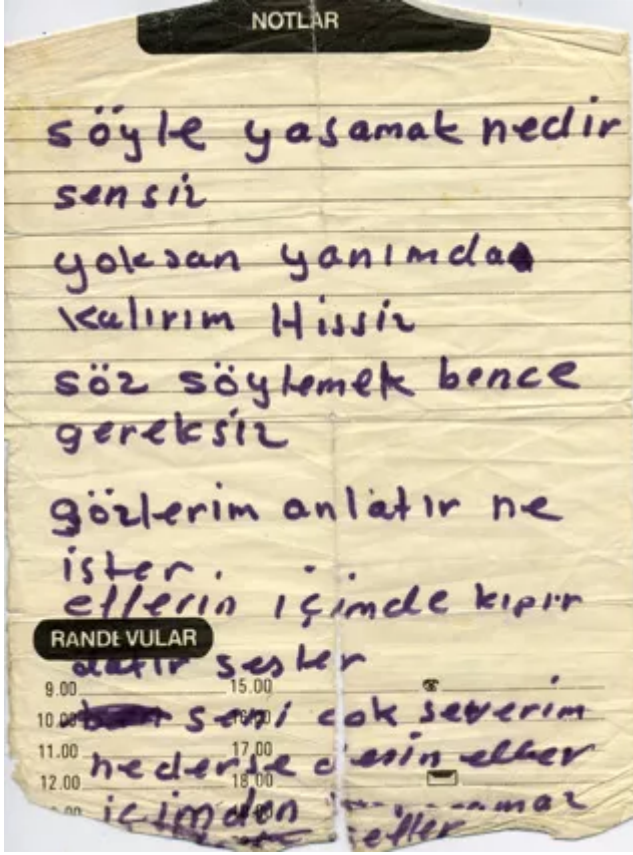 NOTLAR
söyle yaşamak nedir
sensiz
yoksan yanımda
kalırım Hissiz
söz söylemek bence
gereksiz
gözlerim anlatır ne
ister.
ellerin içimde kıpır
RANDEVULAR
datır sesler
9.00 15.00
10.00 seni cok severim
11.00 17.00 nederse desin eller
12.00 18.00
içimden
eller